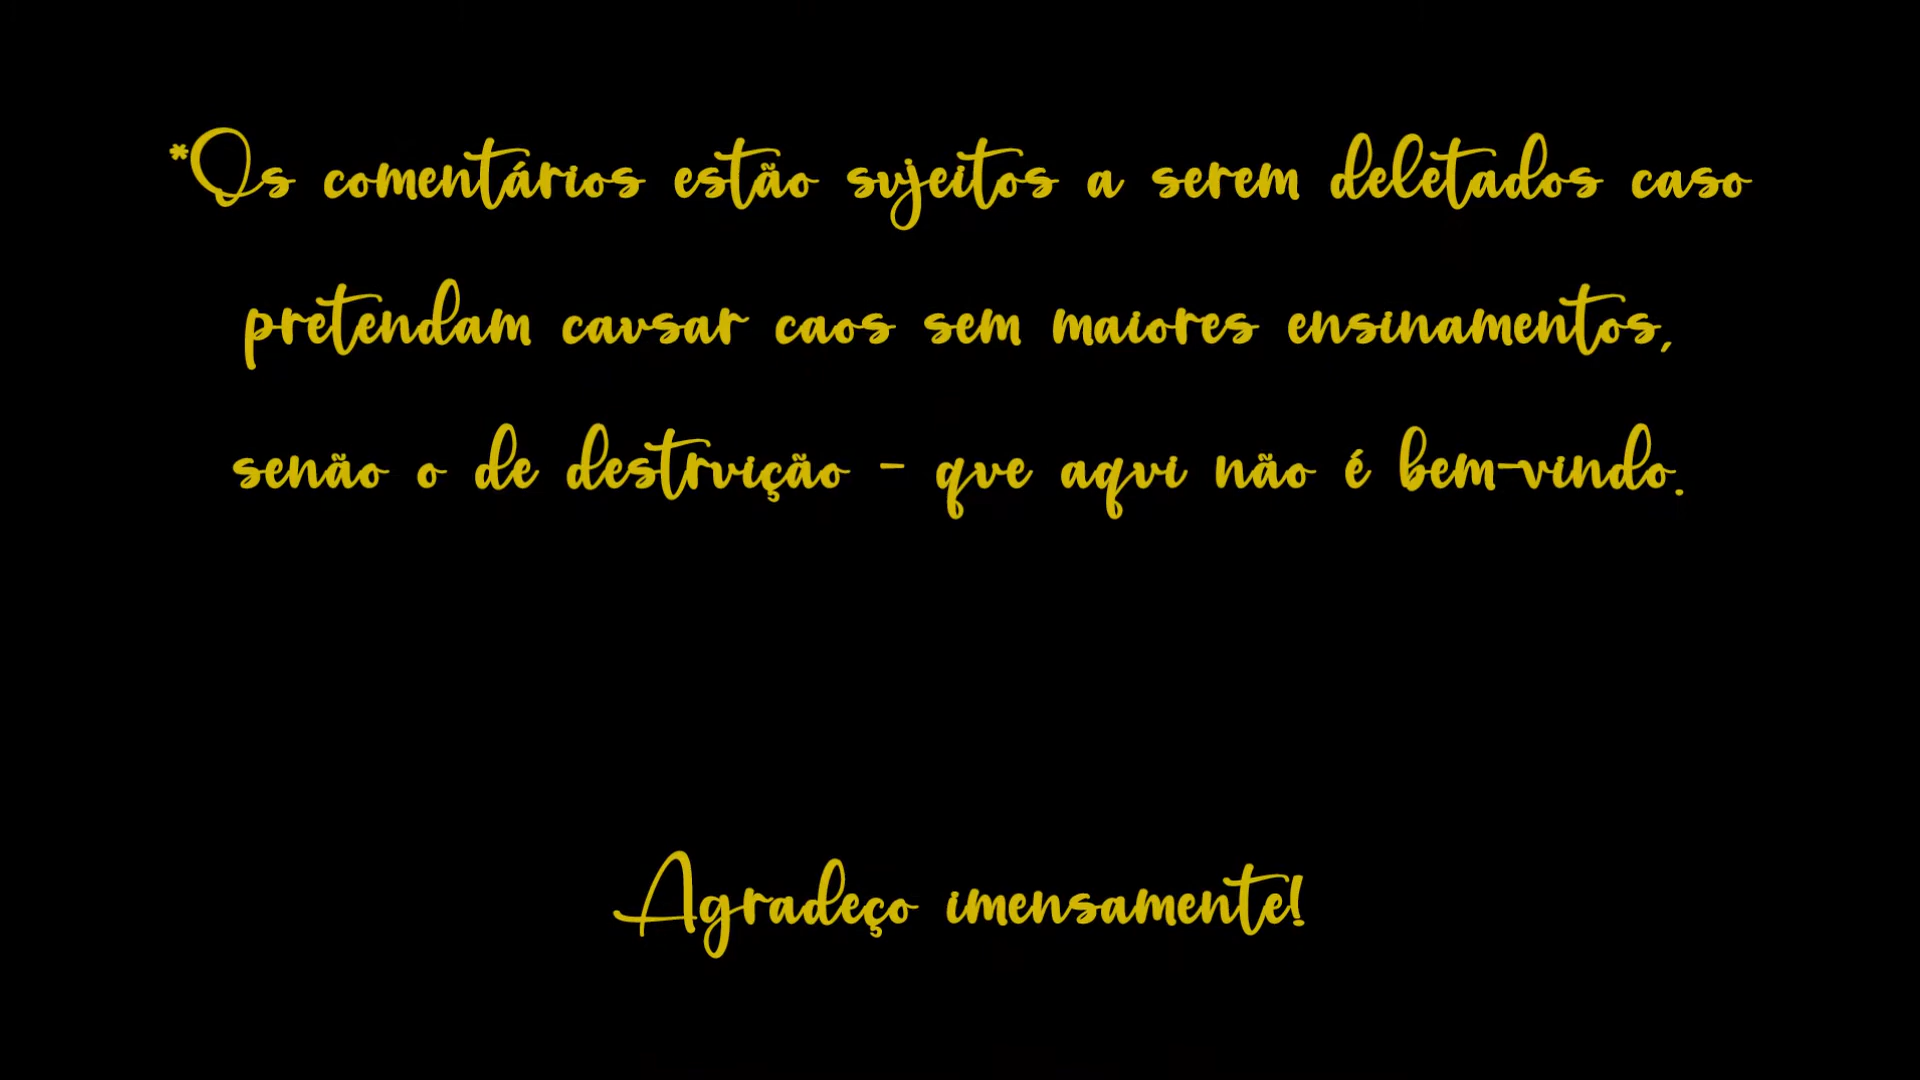 *Os comentários estão sujeitos a serem deletados caso
pretendam causar caos sem maiores ensinamentos,
senão o de destruição - que aqui não é bem-vindo.
Agradeço imensamente!